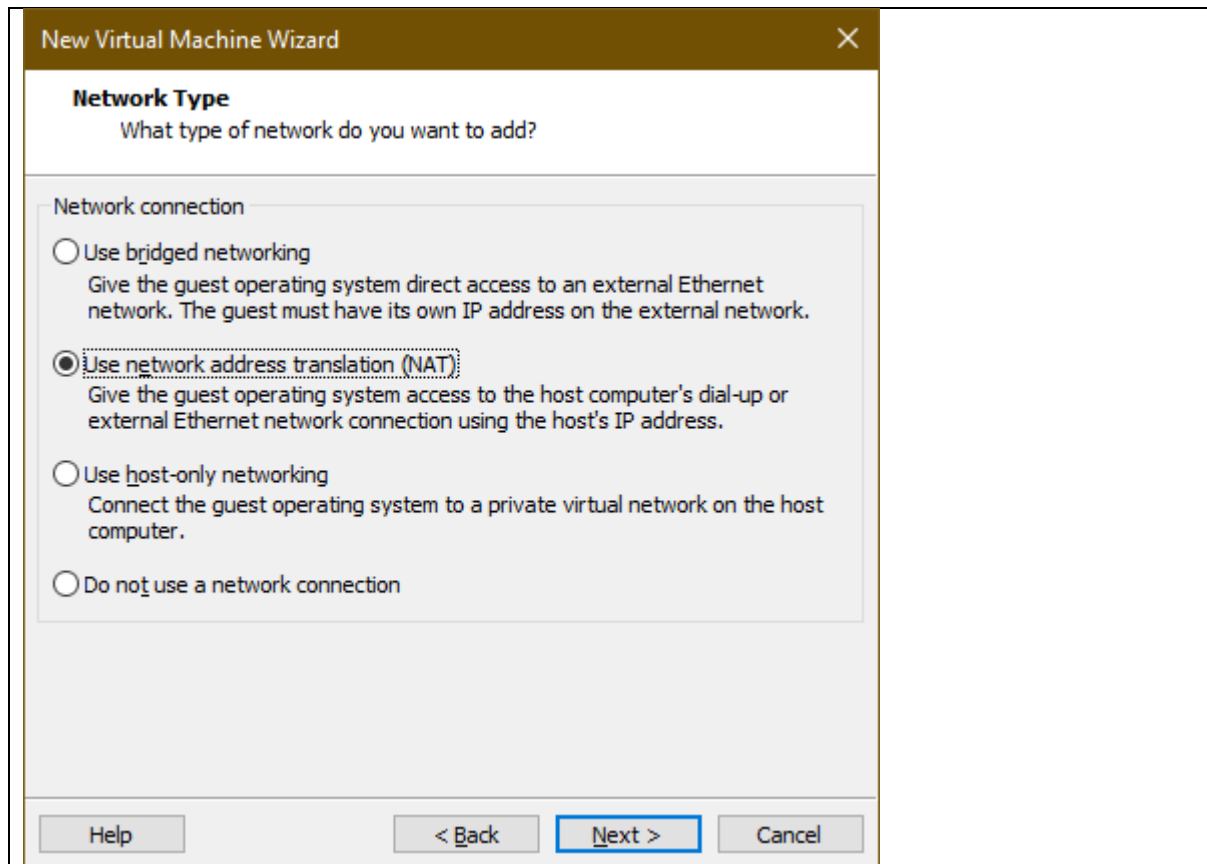 New Virtual Machine Wizard
Network Type
What type of network do you want to add?
Network connection
Use bridged networking
Give the guest operating system direct access to an external Ethernet
network. The guest must have its own IP address on the external network.
Use network address translation (NAT)
Give the guest operating system access to the host computer's dial-up or
external Ethernet network connection using the host's IP address.
Use host-only networking
Connect the guest operating system to a private virtual network on the host
computer.
Do not use a network connection
Help
< Back
Next >
Cancel